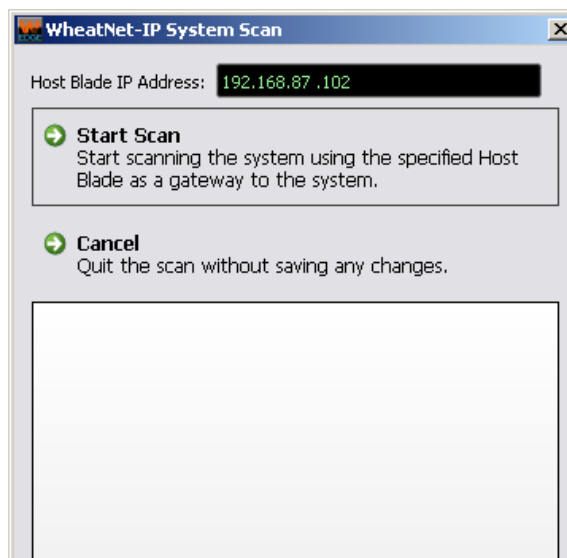 WheatNet-IP System Scan
Host Blade IP Address: 192.168.87 .102
Start Scan
Start scanning the system using the specified Host
Blade as a gateway to the system.
Cancel
Quit the scan without saving any changes.